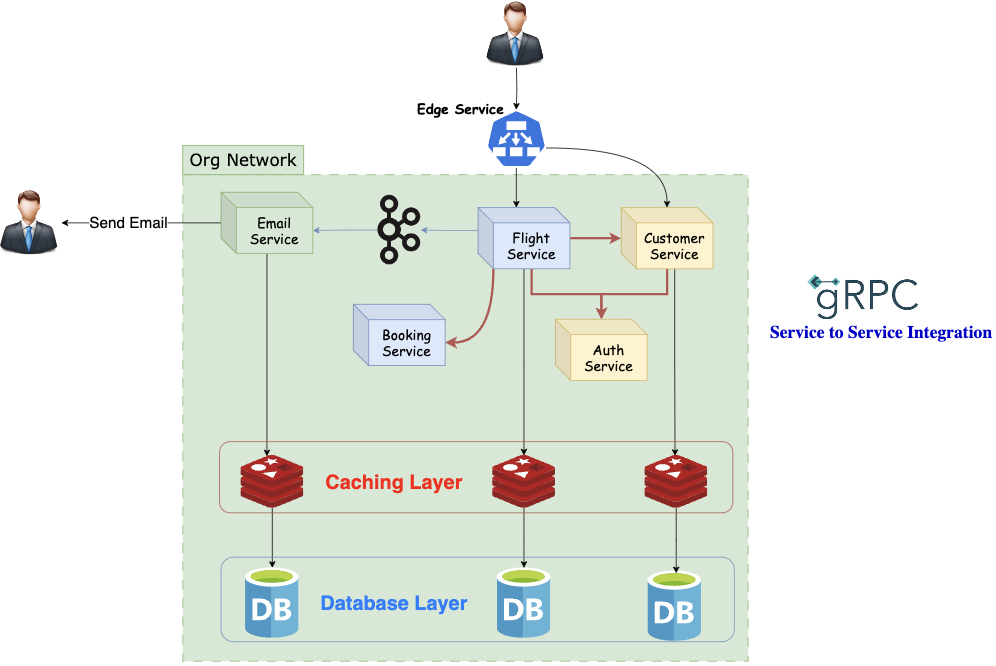 Edge Service
Org Network
Send Email
Email
Service
Flight
Service
Customer
Service
Booking
Service
Auth
Service
gRPC
Service to Service Integration
Caching Layer
DB
Database Layer
DB
DB